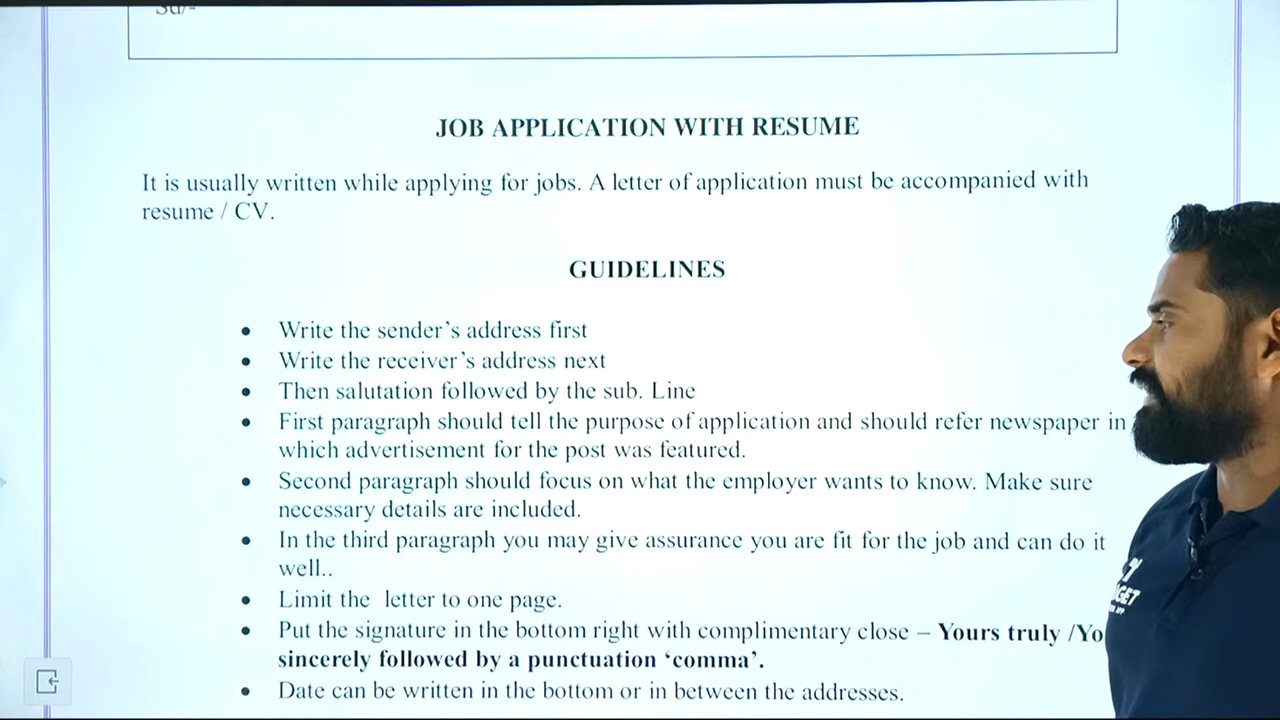 JOB APPLICATION WITH RESUME
It is usually written while applying for jobs. A letter of application must be accompanied with
resume / CV.
GUIDELINES
• Write the sender's address first
• Write the receiver's address next
• Then salutation followed by the sub. Line
• First paragraph should tell the purpose of application and should refer newspaper in
which advertisement for the post was featured.
• Second paragraph should focus on what the employer wants to know. Make sure
necessary details are included.
• In the third paragraph you may give assurance you are fit for the job and can do it
well..
• Limit the letter to one page.
• Put the signature in the bottom right with complimentary close – Yours truly /Yo
sincerely followed by a punctuation ‘comma’.
• Date can be written in the bottom or in between the addresses.